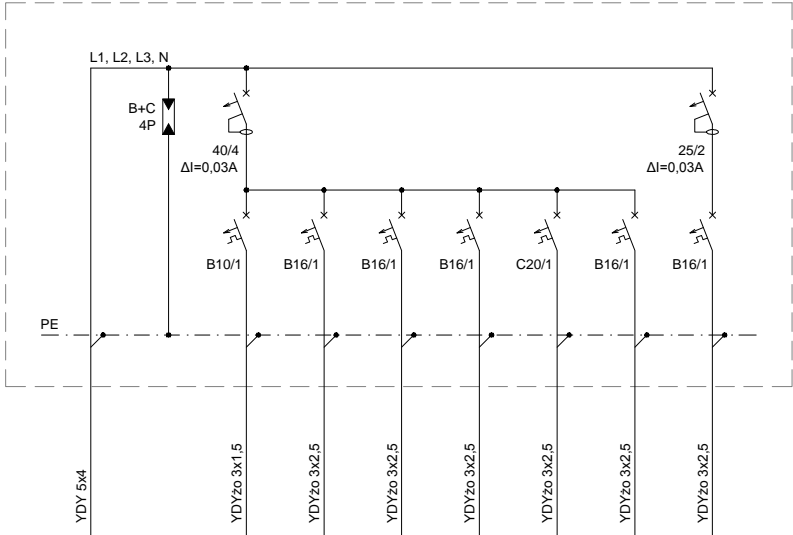 L1, L2, L3, N
B+C
4P
40/4
ΔI=0,03A
25/2
ΔI=0,03A
B10/1
B16/1
B16/1
B16/1
C20/1
B16/1
B16/1
PE
YDY 5x4
YDYżo 3x1,5
YDYżo 3x2,5
YDYżo 3x2,5
YDYżo 3x2,5
YDYżo 3x2,5
YDYżo 3x2,5
YDYżo 3x2,5